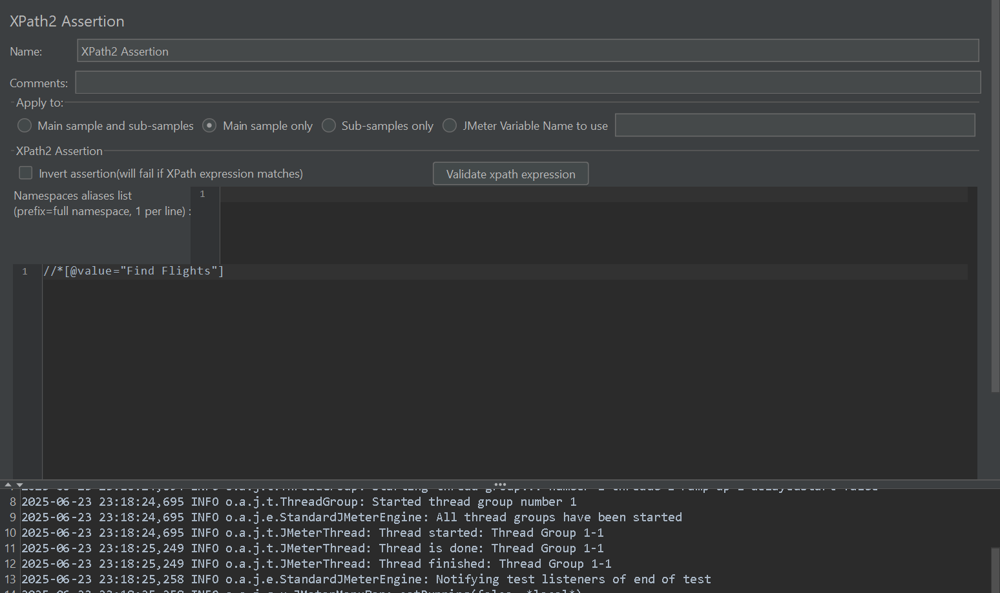 XPath2 Assertion
Name: XPath2 Assertion
Comments:
Apply to:
Main sample and sub-samples Main sample only Sub-samples only JMeter Variable Name to use
XPath2 Assertion
Invert assertion(will fail if XPath expression matches) Validate xpath expression
Namespaces aliases list 1
(prefix=full namespace, 1 per line) :
1 //*[@value="Find Flights"]
8 2025-06-23 23:18:24,695 INFO o.a.j.t.ThreadGroup: Started thread group number 1
9 2025-06-23 23:18:24,695 INFO o.a.j.e.StandardJMeterEngine: All thread groups have been started
10 2025-06-23 23:18:24,695 INFO o.a.j.t.JMeterThread: Thread started: Thread Group 1-1
11 2025-06-23 23:18:25,249 INFO o.a.j.t.JMeterThread: Thread is done: Thread Group 1-1
12 2025-06-23 23:18:25,249 INFO o.a.j.t.JMeterThread: Thread finished: Thread Group 1-1
13 2025-06-23 23:18:25,258 INFO o.a.j.e.StandardJMeterEngine: Notifying test listeners of end of test